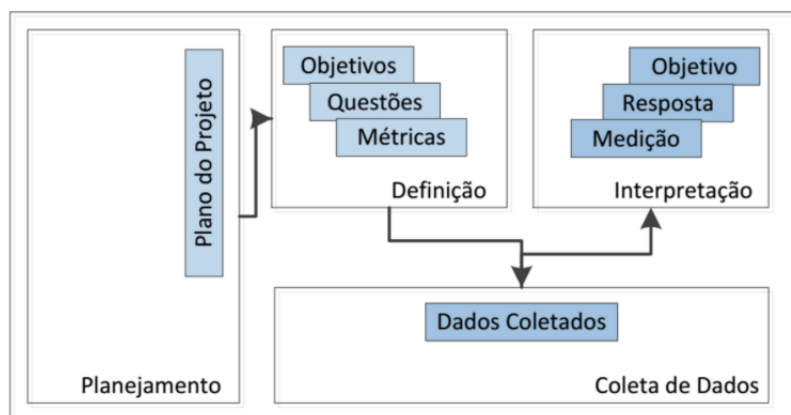 Plano do Projeto
Planejamento
Objetivos
Questões
Métricas
Definição
Objetivo
Resposta
Medição
Interpretação
Dados Coletados
Coleta de Dados